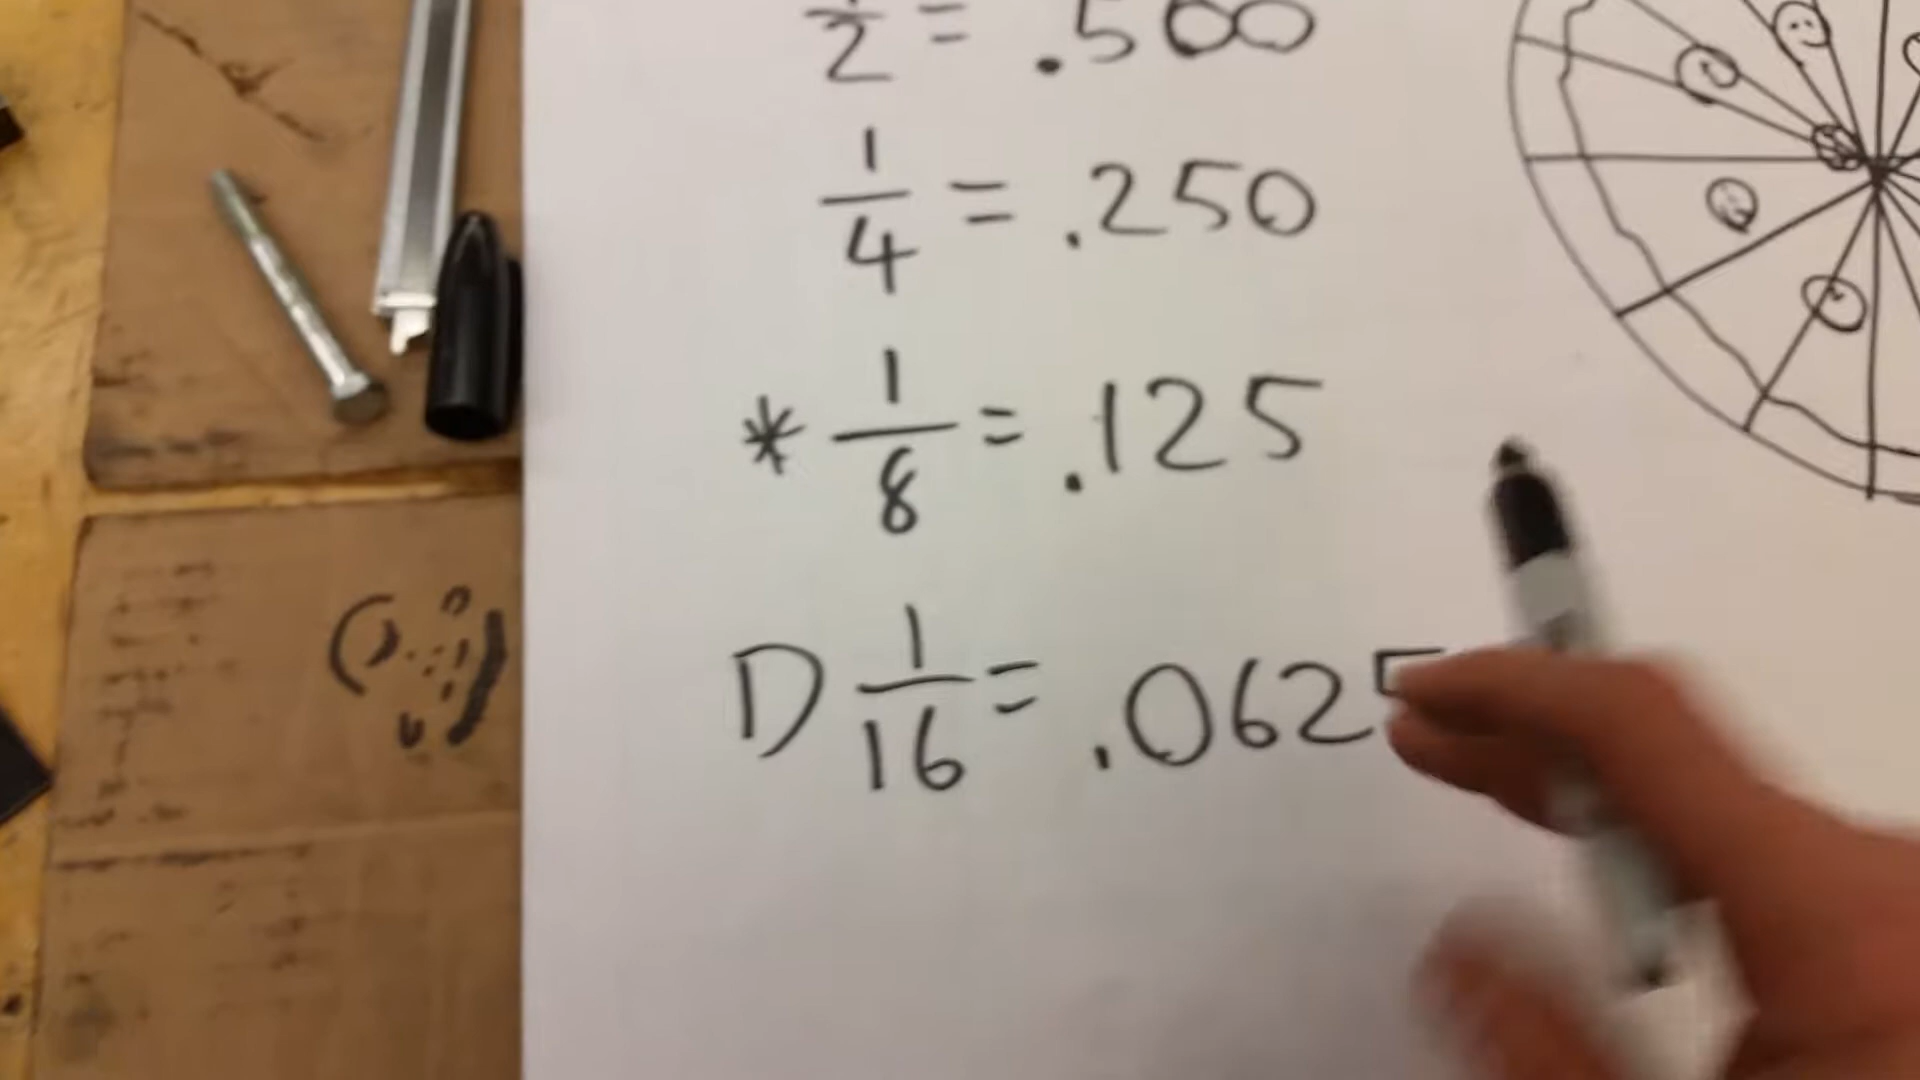 1/2 = .500
1/4 = .250
* 1/8 = .125
D 1/16 = .0625